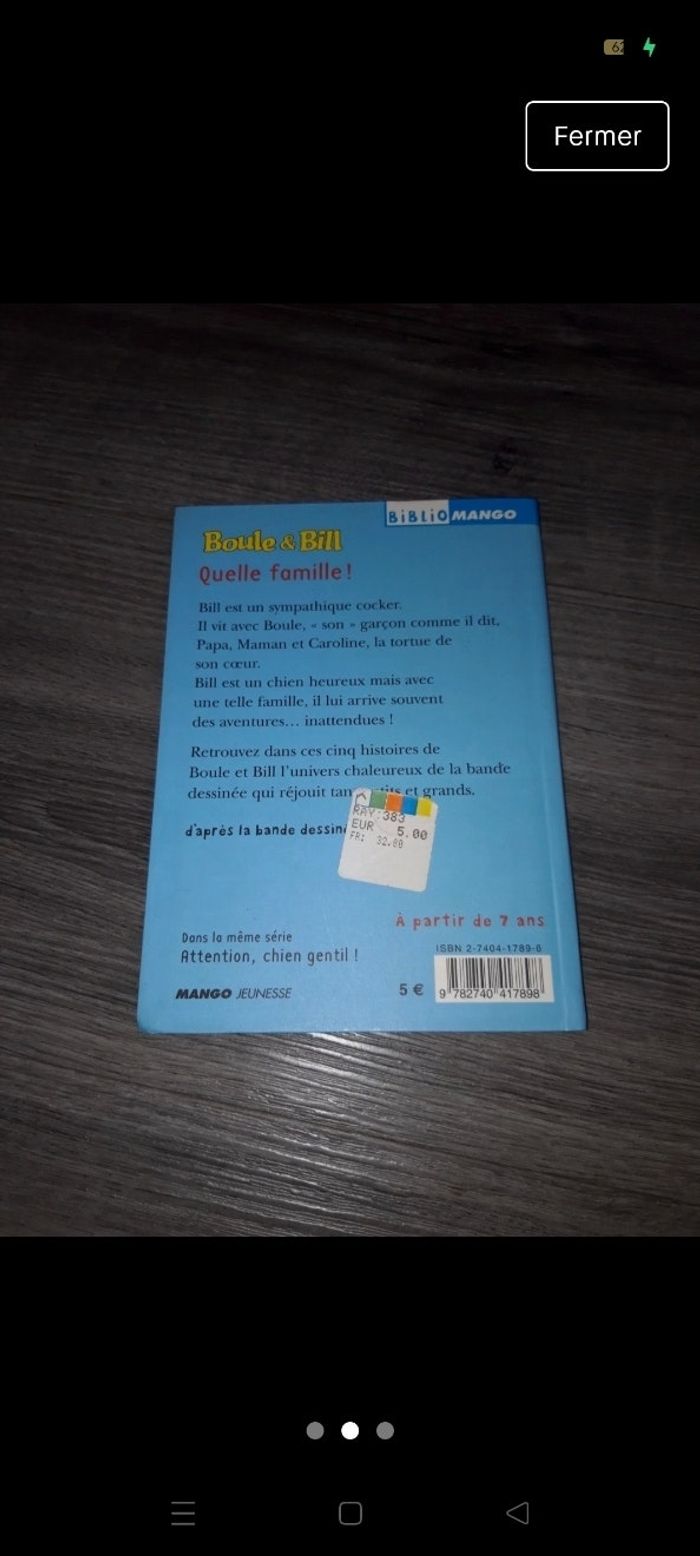 62
Fermer
BiBLiO MANGO
Boule & Bill
Quelle famille !
Bill est un sympathique cocker.
Il vit avec Boule, « son » garçon comme il dit,
Papa, Maman et Caroline, la tortue de
son cœur.
Bill est un chien heureux mais avec
une telle famille, il lui arrive souvent
des aventures... inattendues !
Retrouvez dans ces cinq histoires de
Boule et Bill l'univers chaleureux de la bande
dessinée qui réjouit et grands.
d'après la bande
RAY:383
EUR 5.00
FR: 32.80
À partir de 7 ans
Dans la même série
Attention, chien gentil !
ISBN 2-7404-1789-6
MANGO JEUNESSE
5 €
9 782740 417898